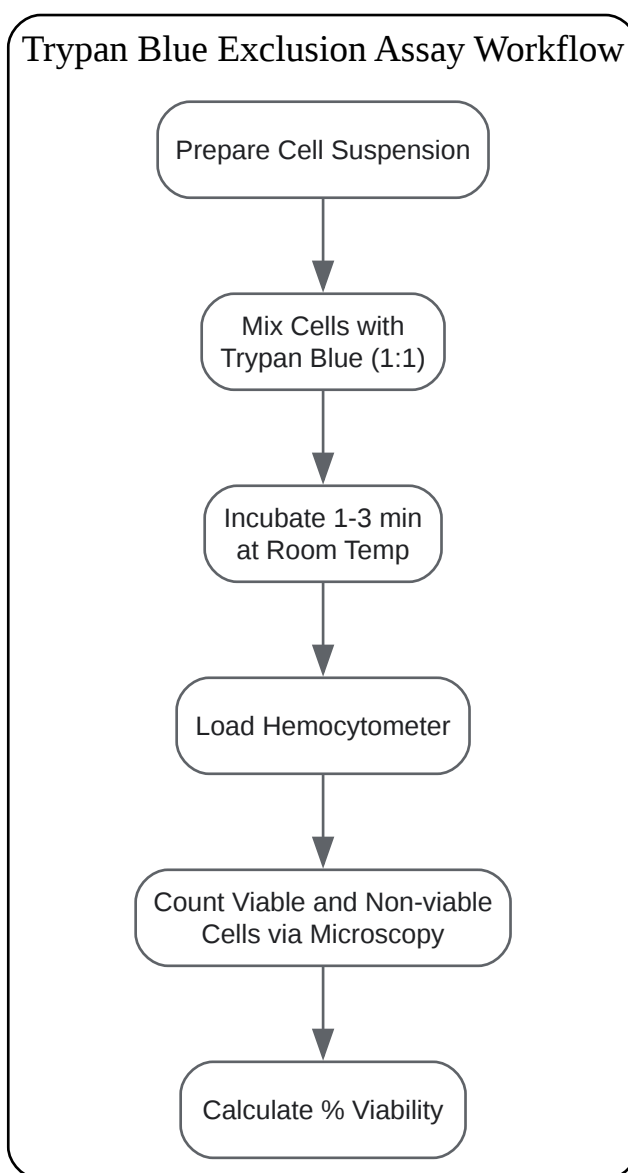 Trypan Blue Exclusion Assay Workflow
Prepare Cell Suspension
Mix Cells with
Trypan Blue (1:1)
Incubate 1-3 min
at Room Temp
Load Hemocytometer
Count Viable and Non-viable
Cells via Microscopy
Calculate % Viability